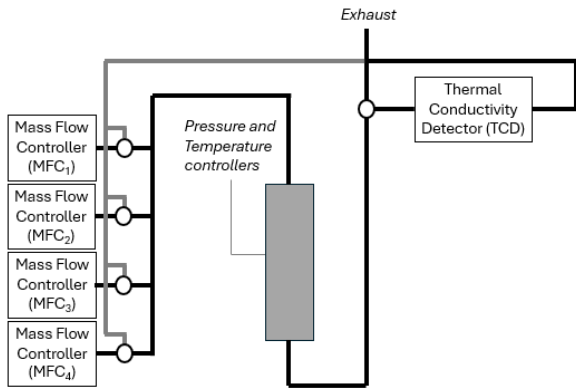 Exhaust
Thermal
Conductivity
Detector (TCD)
Mass Flow
Controller
(MFC₁)
Pressure and
Temperature
controllers
Mass Flow
Controller
(MFC₂)
Mass Flow
Controller
(MFC₃)
Mass Flow
Controller
(MFC₄)